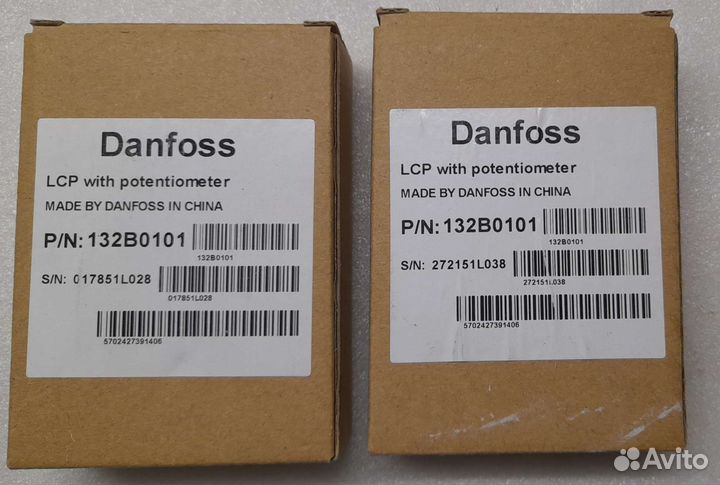 Danfoss
LCP with potentiometer
MADE BY DANFOSS IN CHINA
P/N: 132B0101
132B0101
S/N: 017851L028
017851L028
5702427391406
Danfoss
LCP with potentiometer
MADE BY DANFOSS IN CHINA
P/N: 132B0101
132B0101
S/N: 272151L038
272151L038
5702427391406
Avito